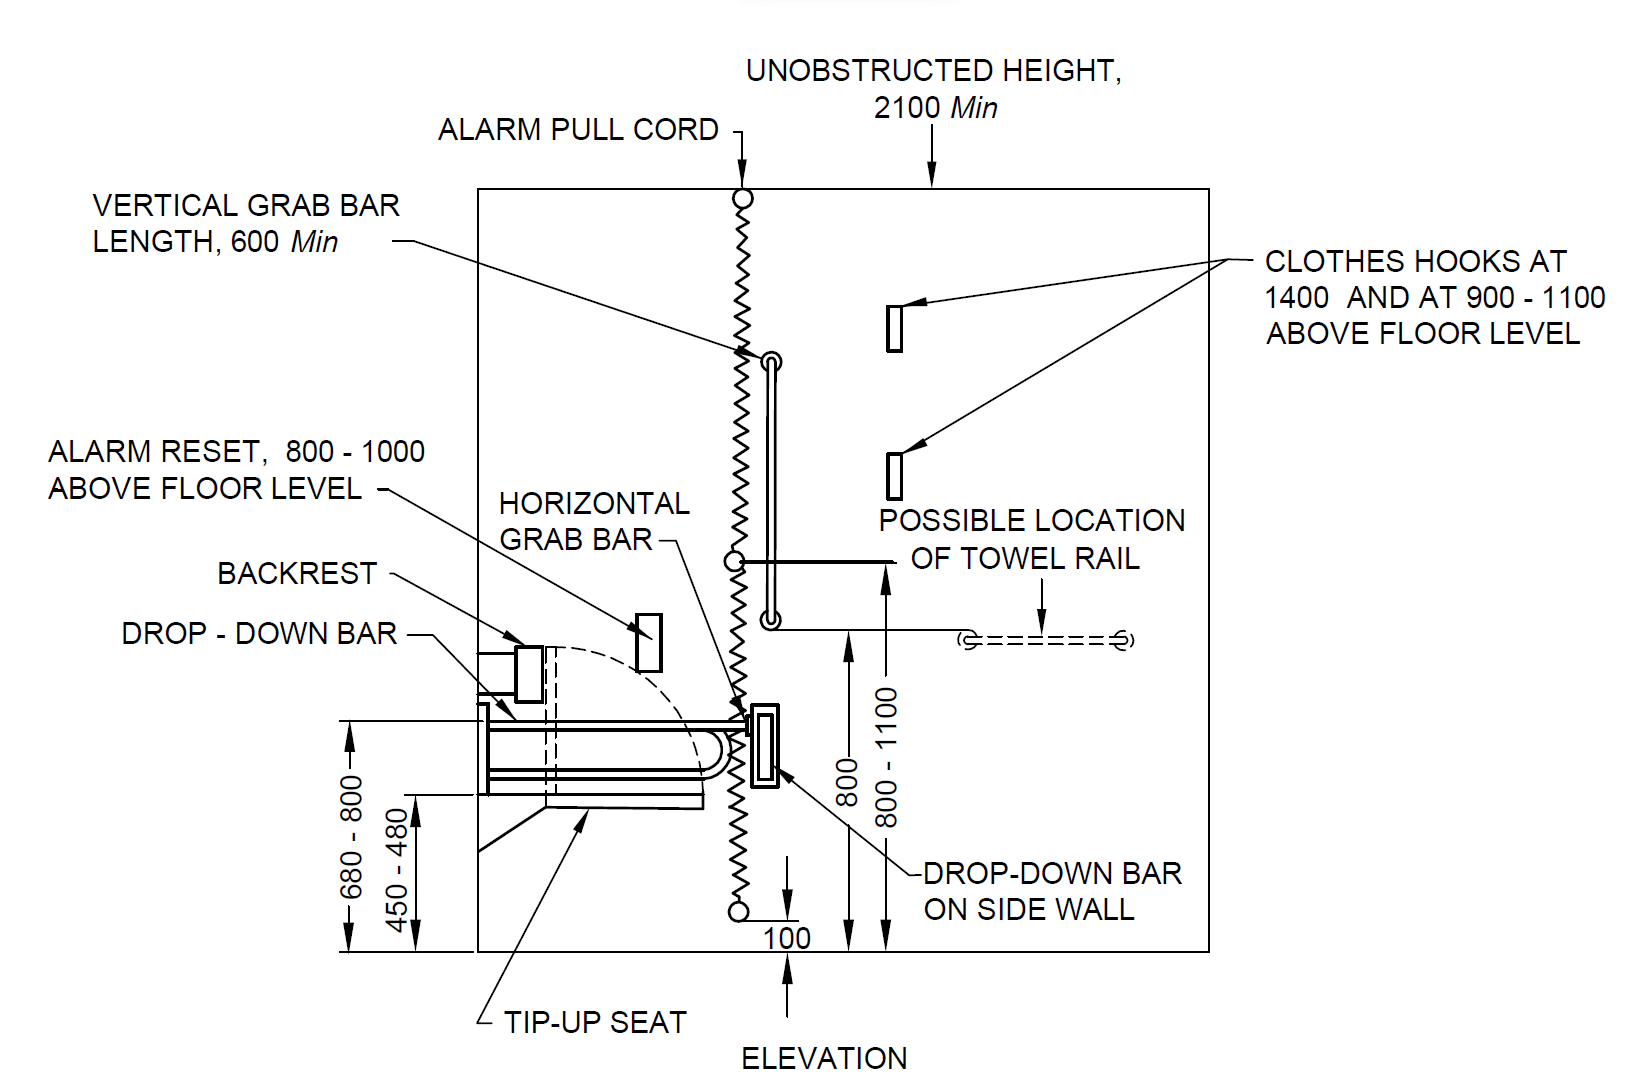 UNOBSTRUCTED HEIGHT,
2100 Min
ALARM PULL CORD
VERTICAL GRAB BAR
LENGTH, 600 Min
CLOTHES HOOKS AT
1400 AND AT 900 - 1100
ABOVE FLOOR LEVEL
ALARM RESET, 800 - 1000
ABOVE FLOOR LEVEL
HORIZONTAL
GRAB BAR
POSSIBLE LOCATION
OF TOWEL RAIL
BACKREST
DROP - DOWN BAR
680 - 800
450 - 480
800
800 - 1100
DROP-DOWN BAR
ON SIDE WALL
100
TIP-UP SEAT
ELEVATION